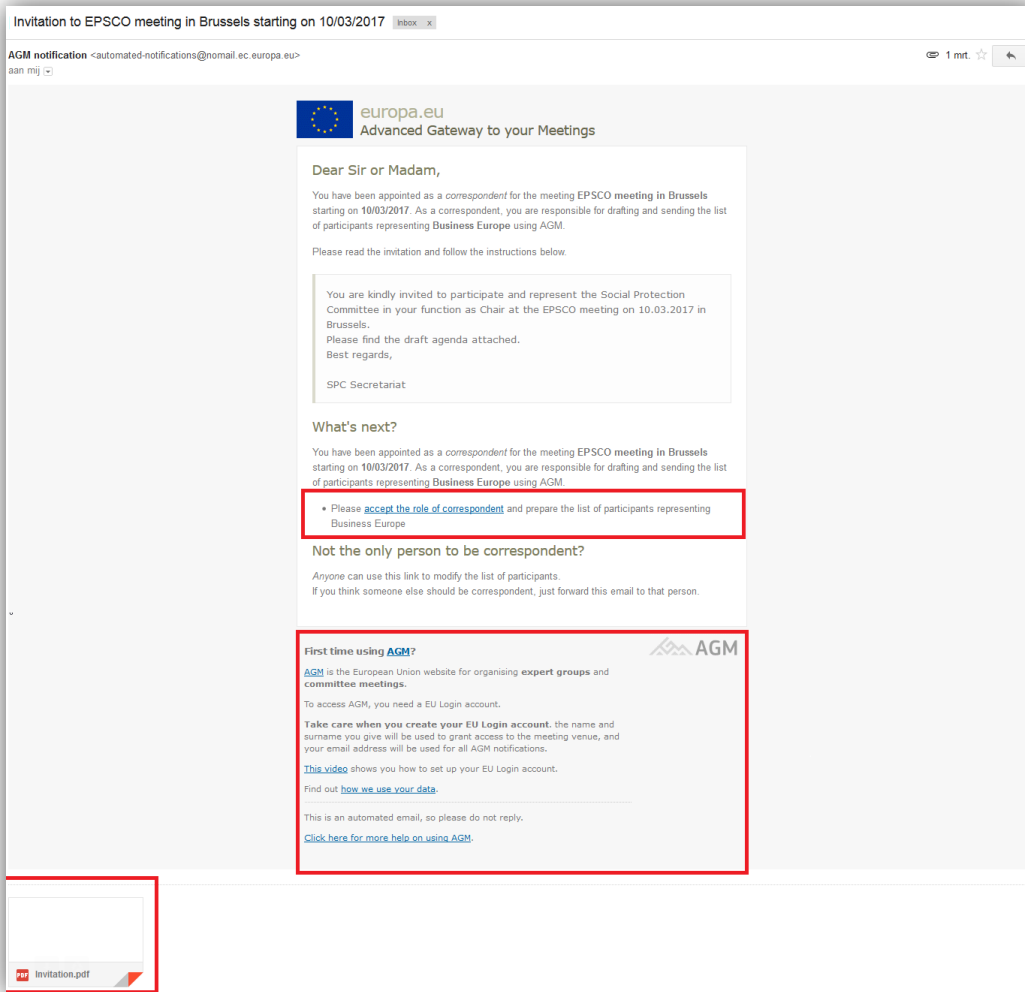 Invitation to EPSCO meeting in Brussels starting on 10/03/2017 Inbox x
AGM notification <automated-notifications@nomail.ec.europa.eu>
1 mrt.
aan mij
europa.eu
Advanced Gateway to your Meetings
Dear Sir or Madam,
You have been appointed as a correspondent for the meeting EPSCO meeting in Brussels
starting on 10/03/2017. As a correspondent, you are responsible for drafting and sending the list
of participants representing Business Europe using AGM.
Please read the invitation and follow the instructions below.
You are kindly invited to participate and represent the Social Protection
Committee in your function as Chair at the EPSCO meeting on 10.03.2017 in
Brussels.
Please find the draft agenda attached.
Best regards,
SPC Secretariat
What's next?
You have been appointed as a correspondent for the meeting EPSCO meeting in Brussels
starting on 10/03/2017. As a correspondent, you are responsible for drafting and sending the list
of participants representing Business Europe using AGM.
• Please accept the role of correspondent and prepare the list of participants representing
Business Europe
Not the only person to be correspondent?
Anyone can use this link to modify the list of participants.
If you think someone else should be correspondent, just forward this email to that person.
First time using AGM?
AGM
AGM is the European Union website for organising expert groups and
committee meetings.
To access AGM, you need a EU Login account.
Take care when you create your EU Login account. the name and
surname you give will be used to grant access to the meeting venue, and
your email address will be used for all AGM notifications.
This video shows you how to set up your EU Login account.
Find out how we use your data.
This is an automated email, so please do not reply.
Click here for more help on using AGM.
PDF Invitation.pdf